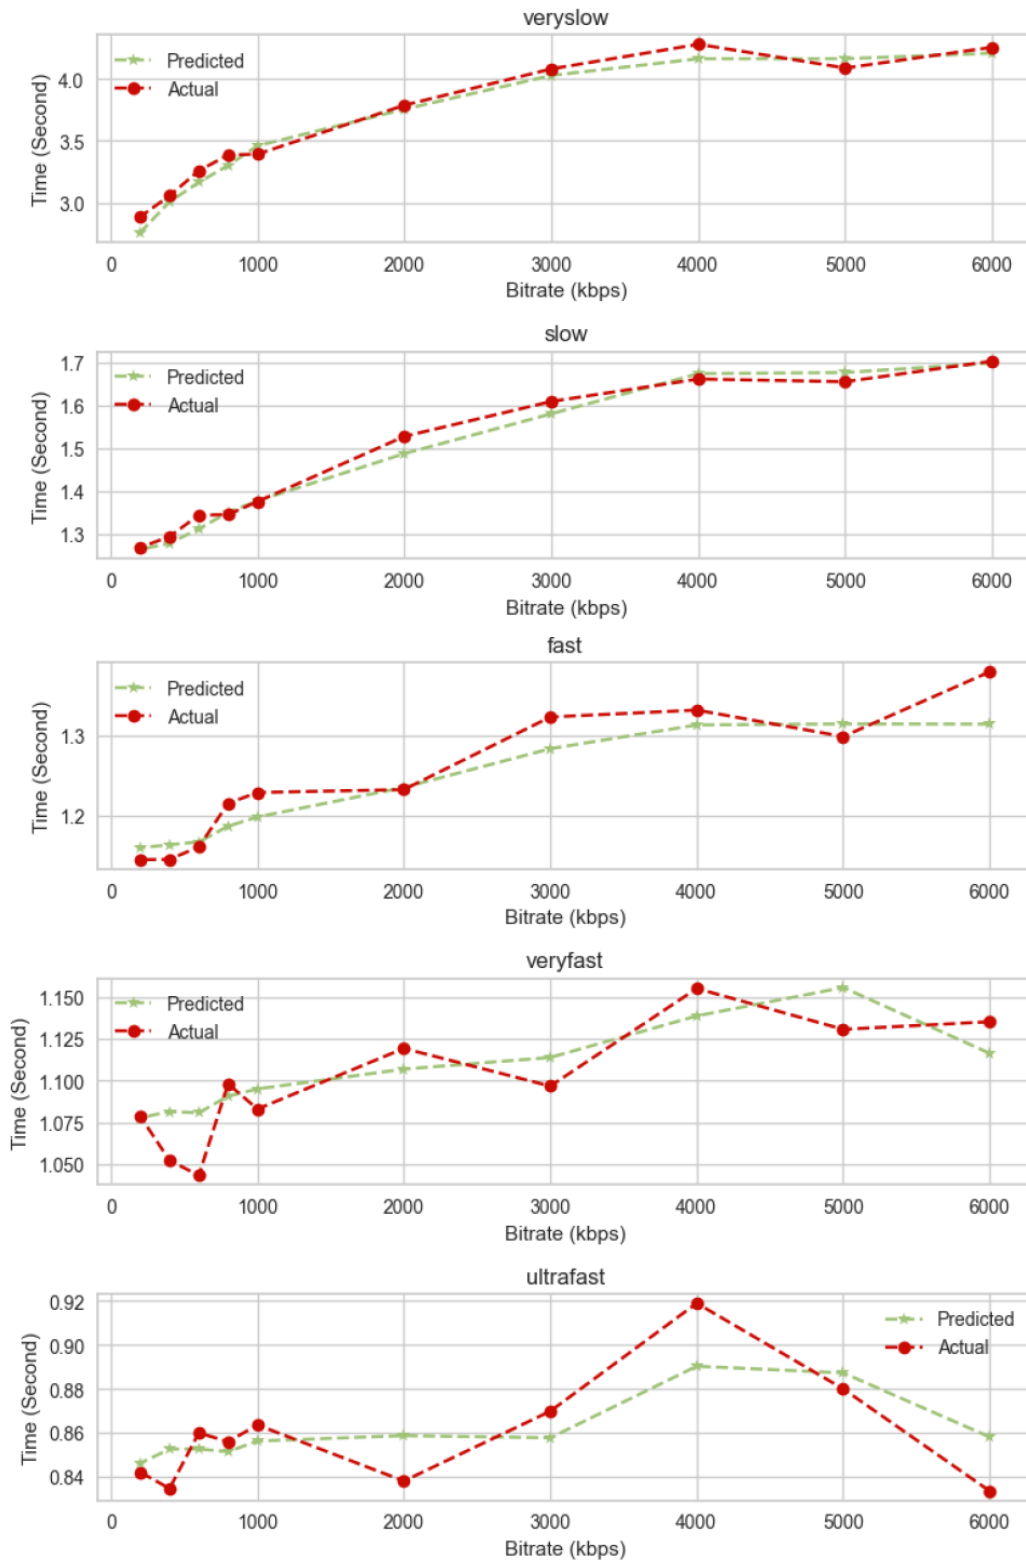 veryslow
Predicted
Actual
4.0
3.5
3.0
Time (Second)
0 1000 2000 3000 4000 5000 6000
Bitrate (kbps)
slow
Predicted
Actual
1.7
1.6
1.5
1.4
1.3
Time (Second)
0 1000 2000 3000 4000 5000 6000
Bitrate (kbps)
fast
Predicted
Actual
1.3
1.2
Time (Second)
0 1000 2000 3000 4000 5000 6000
Bitrate (kbps)
veryfast
Predicted
Actual
1.150
1.125
1.100
1.075
1.050
Time (Second)
0 1000 2000 3000 4000 5000 6000
Bitrate (kbps)
ultrafast
Predicted
Actual
0.92
0.90
0.88
0.86
0.84
Time (Second)
0 1000 2000 3000 4000 5000 6000
Bitrate (kbps)